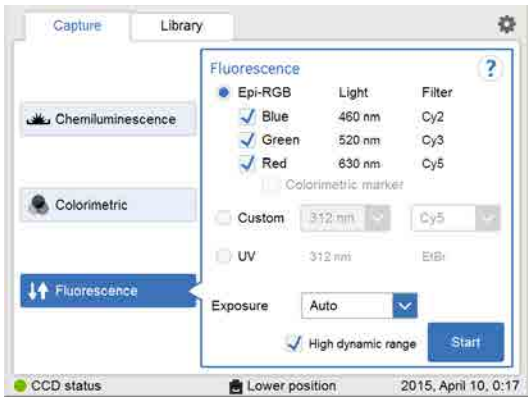 Capture Library
Fluorescence ?
Epi-RGB Light Filter
Blue 460 nm Cy2
Green 520 nm Cy3
Red 630 nm Cy5
Colorimetric marker
Custom 312 nm Cy5
UV 312 nm EtBr
Exposure Auto
High dynamic range Start
Chemiluminescence
Colorimetric
Fluorescence
CCD status Lower position 2015, April 10, 0:17